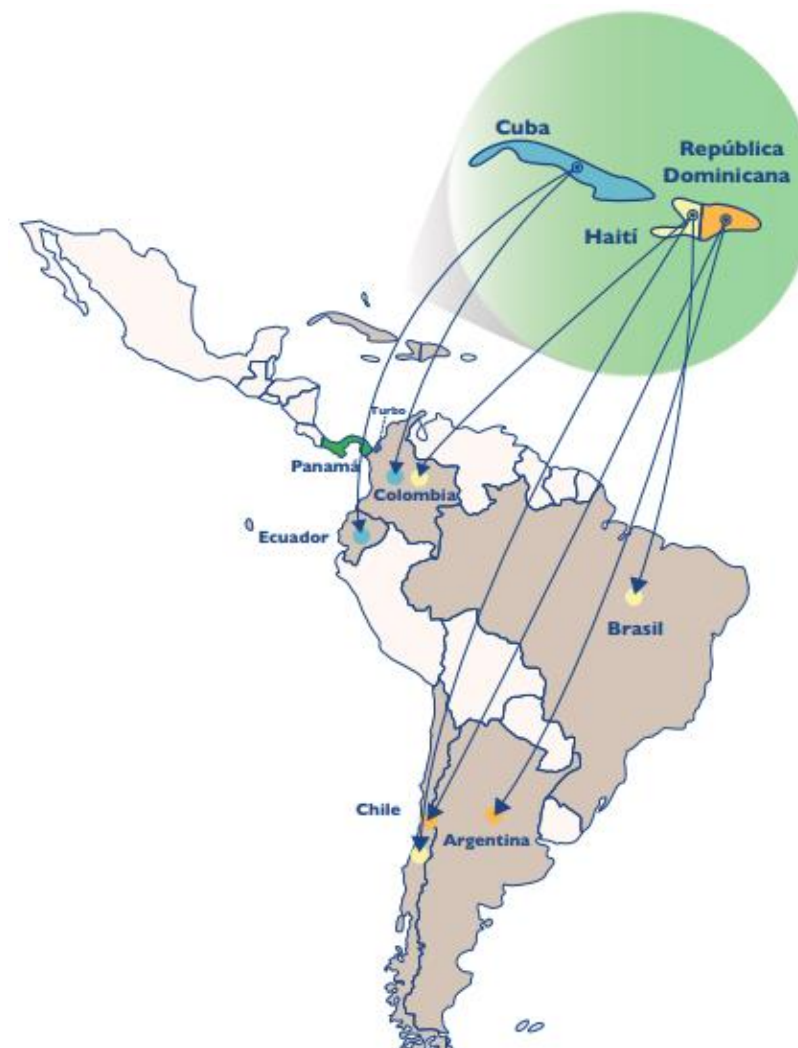 Cuba
República
Dominicana
Haití
Turbo
Panamá
Colombia
Ecuador
Brasil
Chile
Argentina